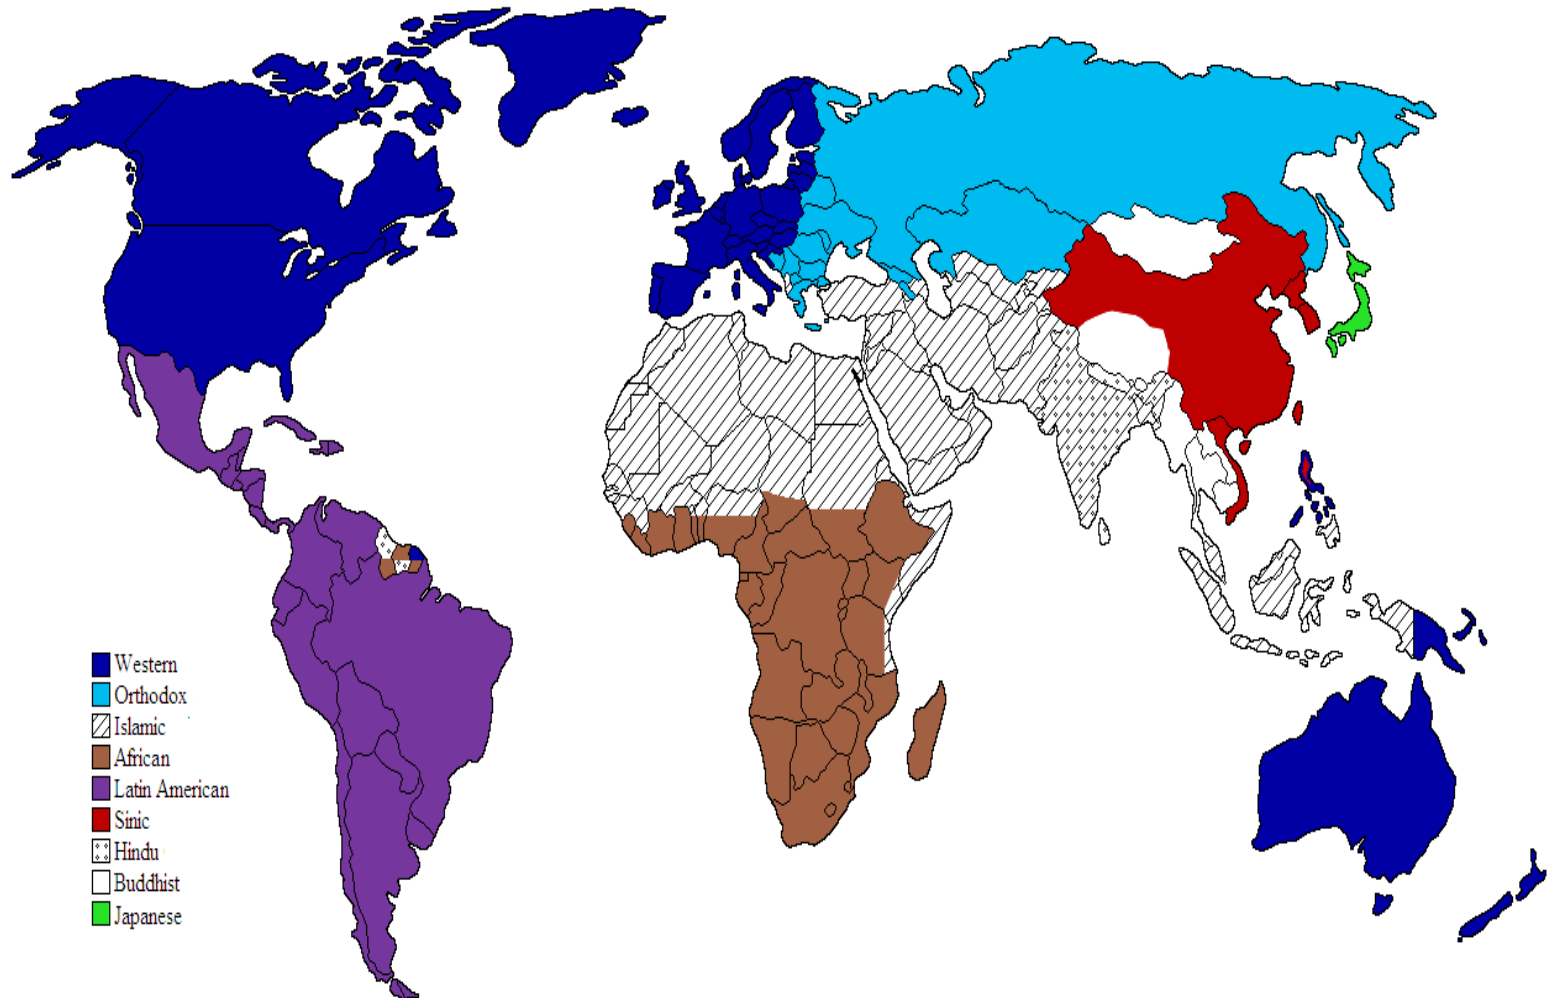 Western
Orthodox
Islamic
African
Latin American
Sinic
Hindu
Buddhist
Japanese